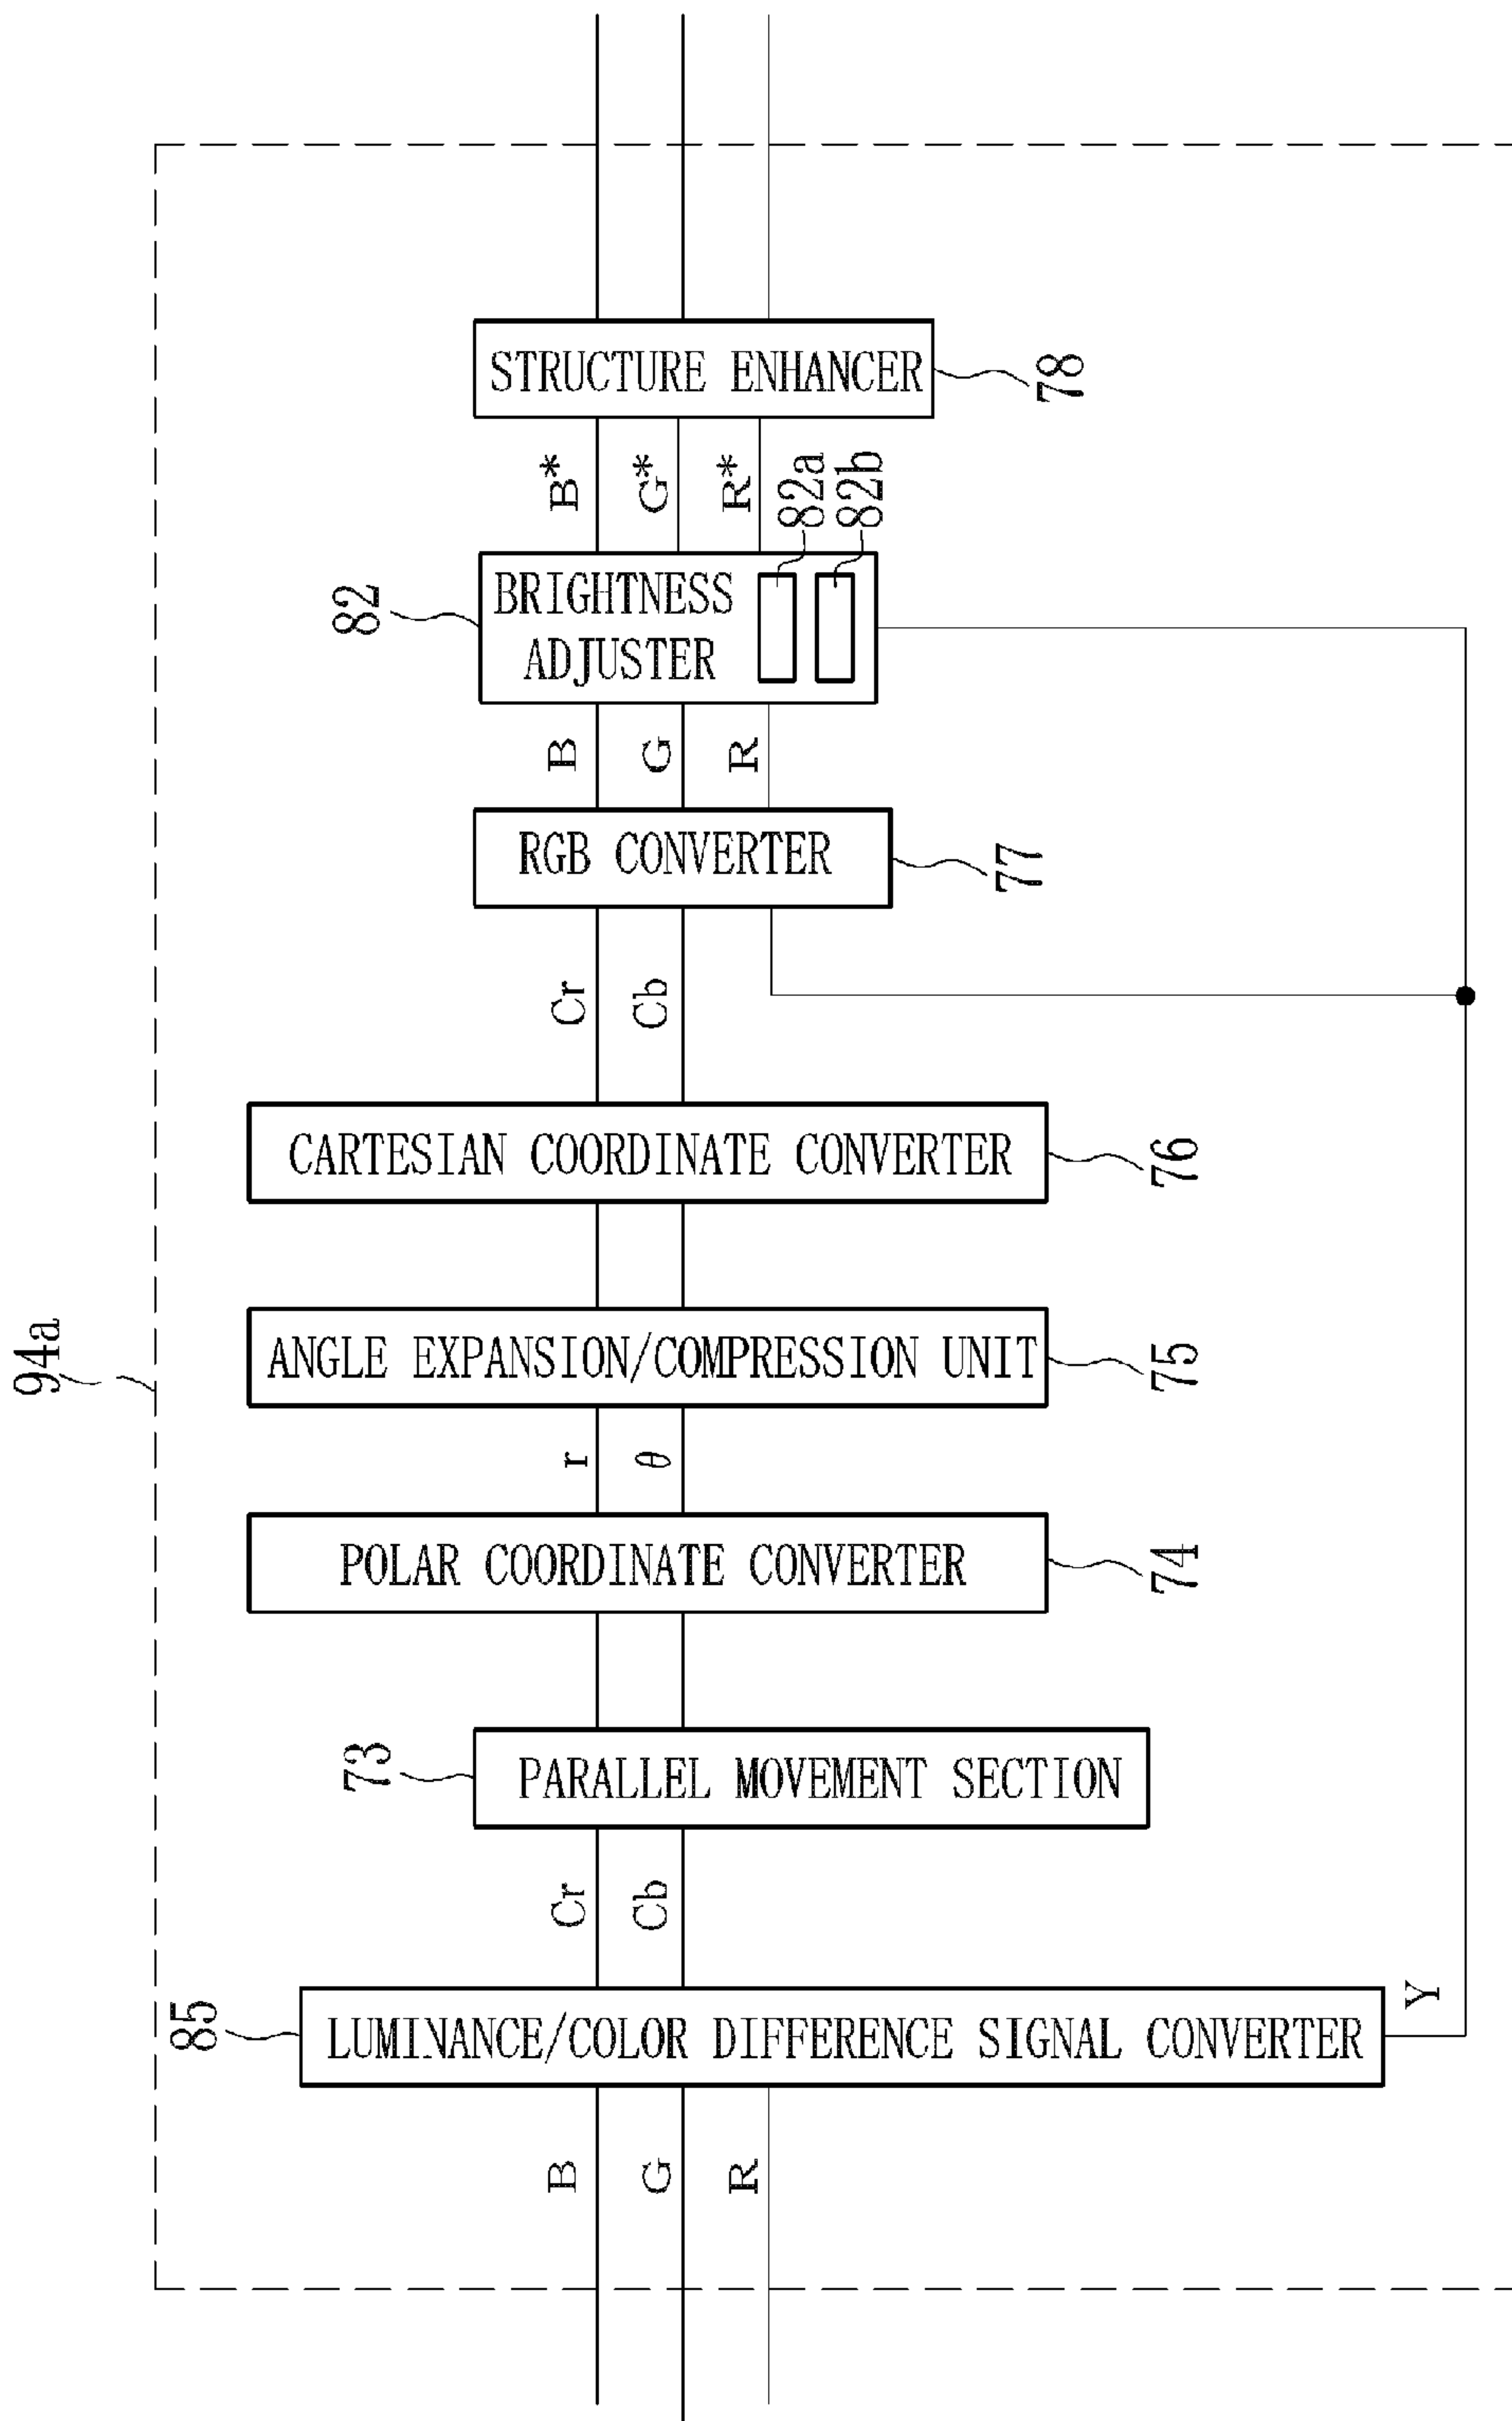 94a
B
G
R
85
LUMINANCE/COLOR DIFFERENCE SIGNAL CONVERTER
Y
Cr
Cb
73
PARALLEL MOVEMENT SECTION
POLAR COORDINATE CONVERTER
74
r
θ
ANGLE EXPANSION/COMPRESSION UNIT
75
CARTESIAN COORDINATE CONVERTER
76
Cr
Cb
RGB CONVERTER
77
B
G
R
82
BRIGHTNESS
ADJUSTER
82a
82b
B*
G*
R*
STRUCTURE ENHANCER
78